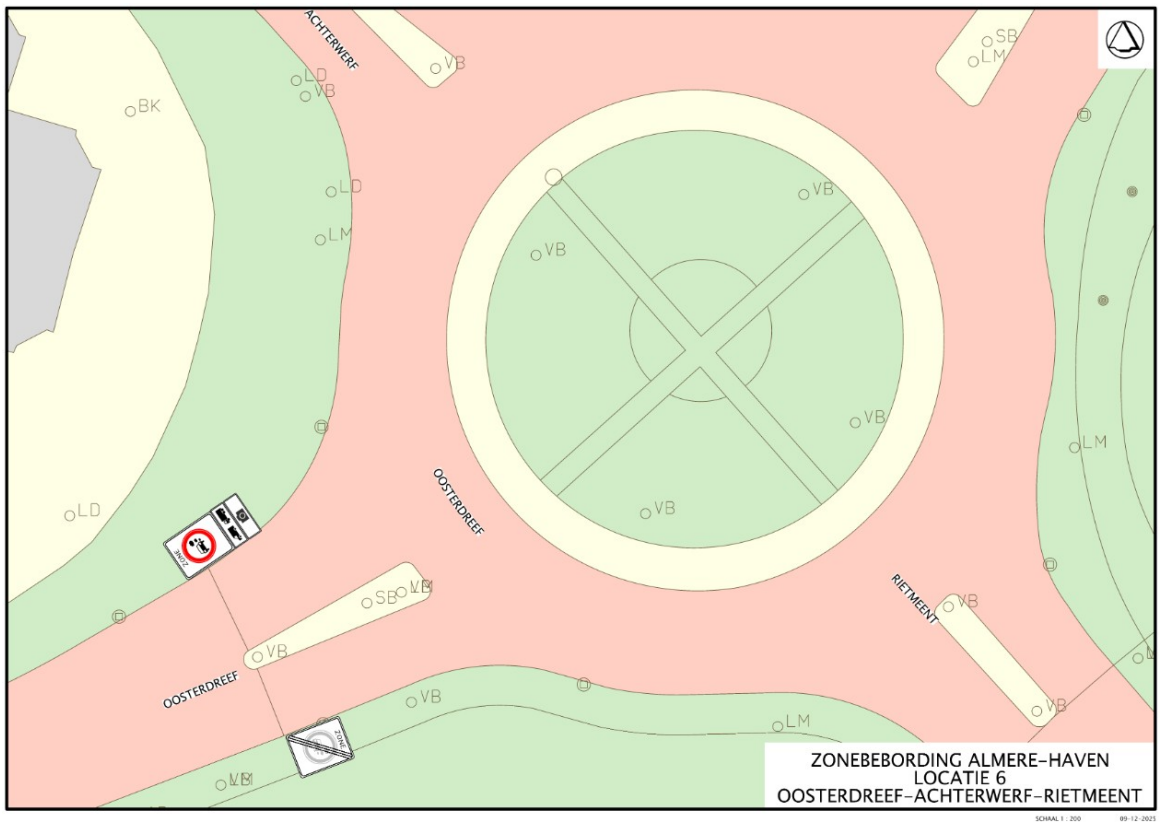 ACHTERWERF
VB
SB
LM
LD
VB
BK
LD
VB
LM
VB
VB
LM
OOSTERDREEF
VB
LD
ZONE
SB
VB
RIETMEENT
VB
OOSTERDREEF
VB
VB
LM
ZONE
ZONEBEBORDING ALMERE-HAVEN
LOCATIE 6
OOSTERDREEF-ACHTERWERF-RIETMEENT
SCHAAL 1 : 200
09-12-2025